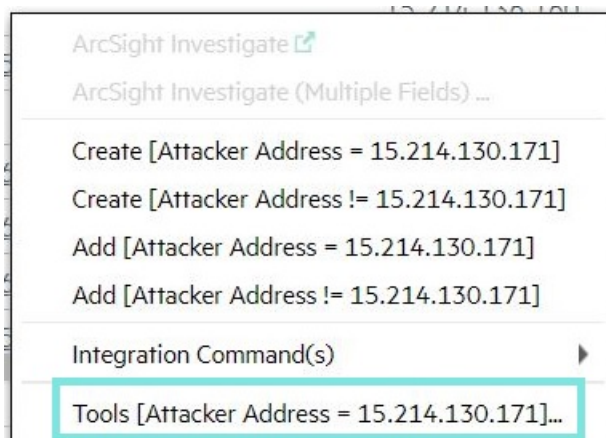 ArcSight Investigate
ArcSight Investigate (Multiple Fields) ...
Create [Attacker Address = 15.214.130.171]
Create [Attacker Address != 15.214.130.171]
Add [Attacker Address = 15.214.130.171]
Add [Attacker Address != 15.214.130.171]
Integration Command(s)
Tools [Attacker Address = 15.214.130.171]...